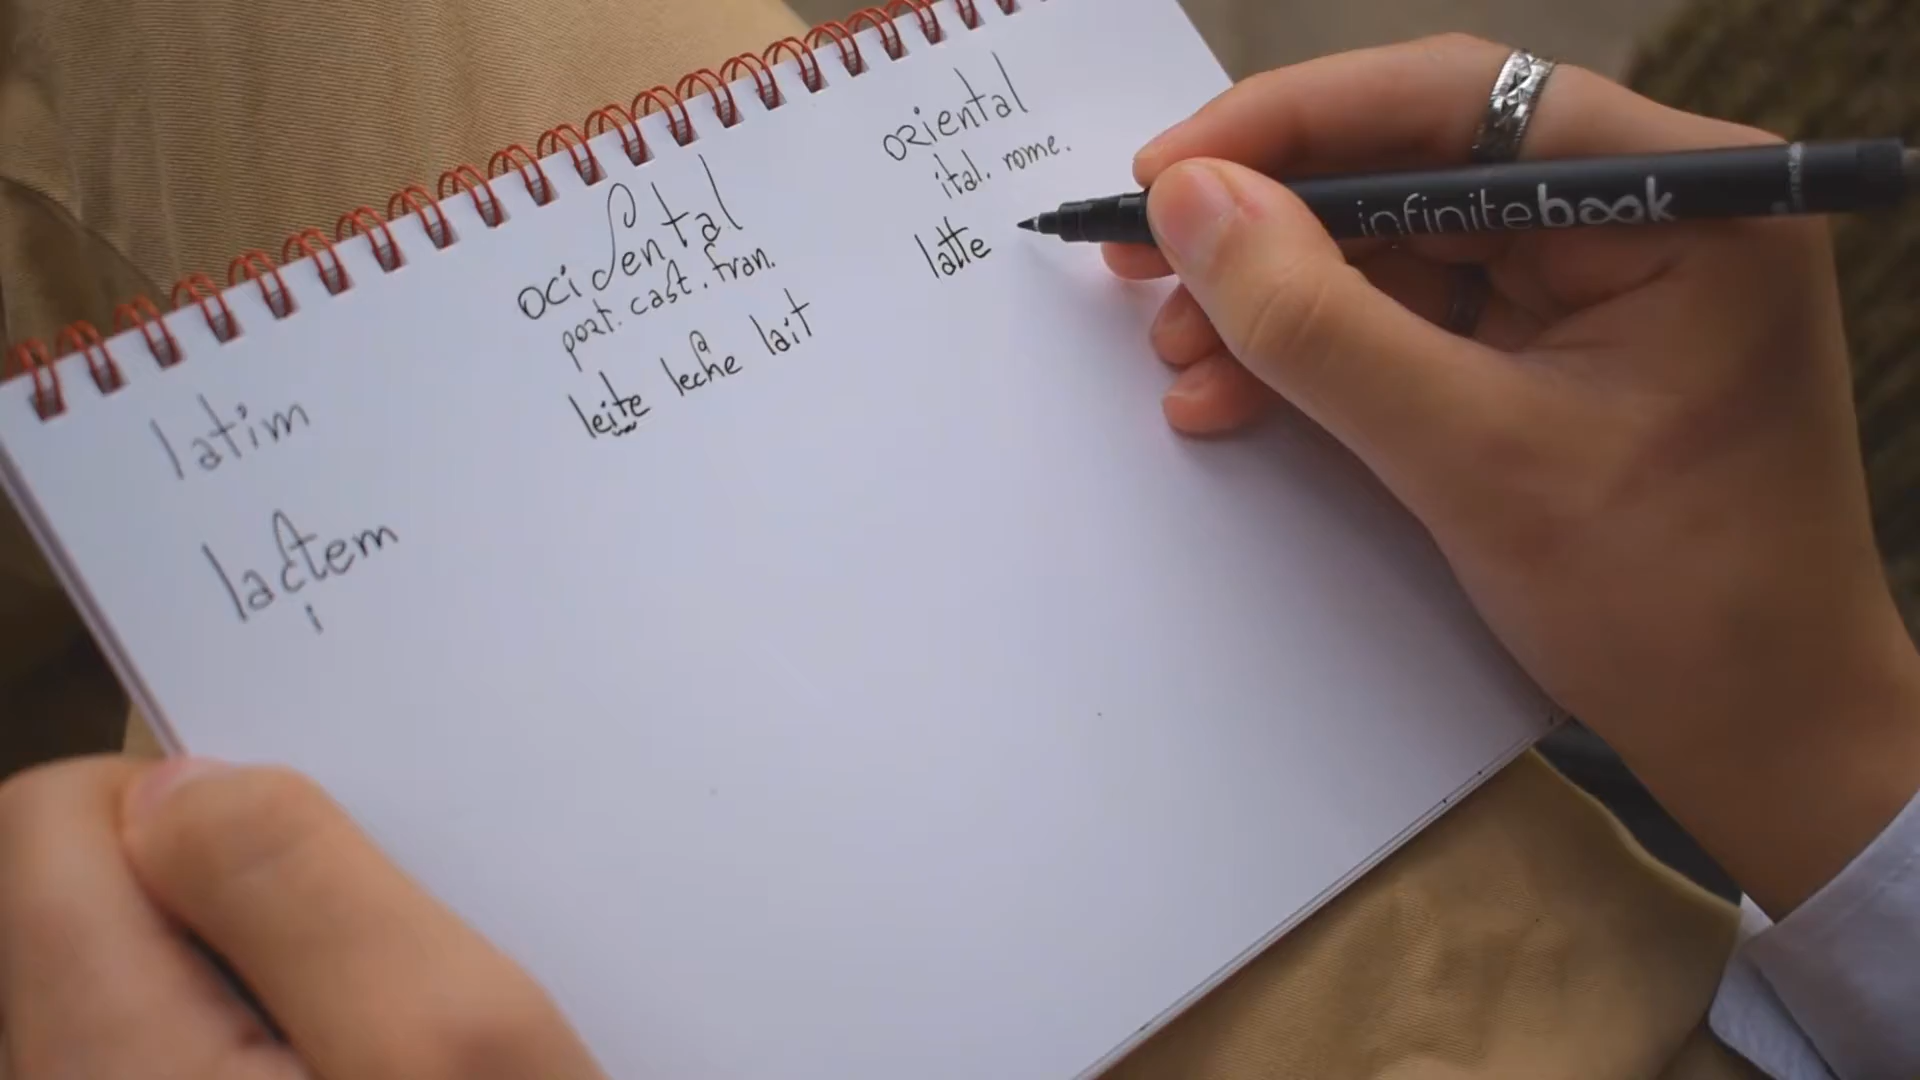 latim
lactem
i
ocidental
port. cast. fran.
leite leche lait
oriental
ital. rome.
latte
infinitebook